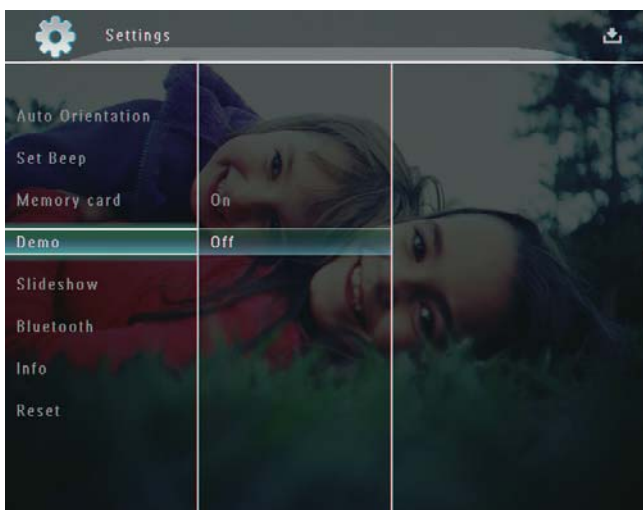 Settings
Auto Orientation
Set Beep
Memory card
On
Demo
Off
Slideshow
Bluetooth
Info
Reset